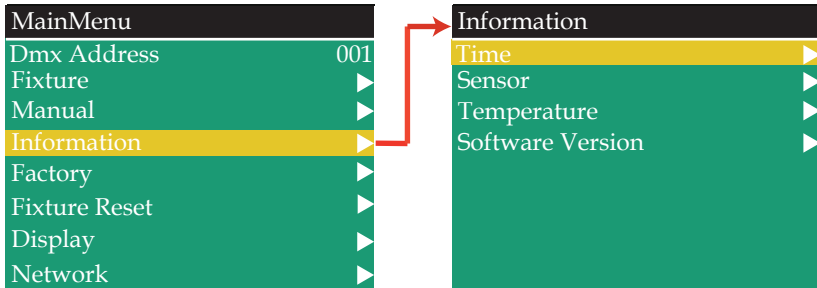 MainMenu
Dmx Address 001
Fixture
Manual
Information
Factory
Fixture Reset
Display
Network
Information
Time
Sensor
Temperature
Software Version